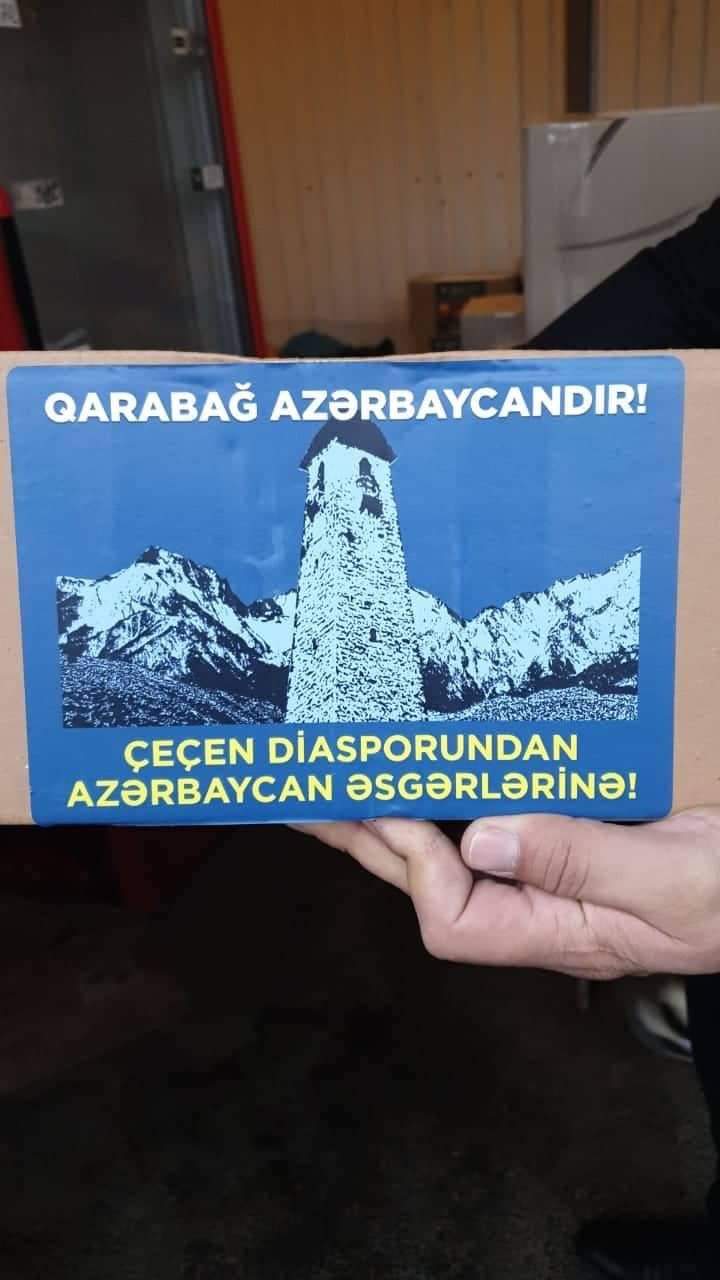 QARABAĞ AZƏRBAYCANDIR!
ÇEÇEN DİASPORUNDAN
AZƏRBAYCAN ƏSGƏRLƏRİNƏ!